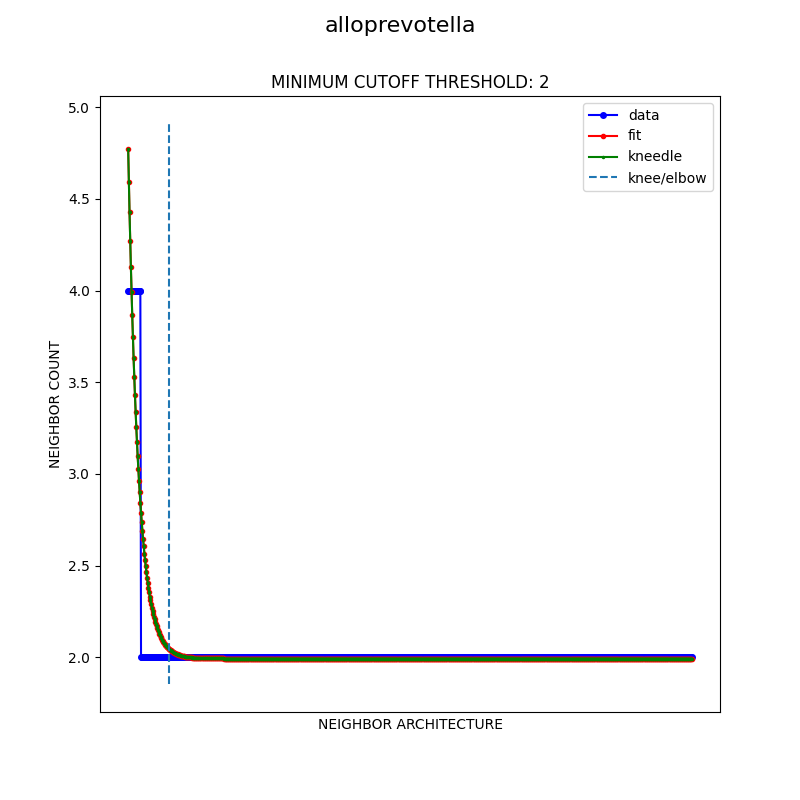 alloprevotella
MINIMUM CUTOFF THRESHOLD: 2
5.0
4.5
4.0
3.5
3.0
2.5
2.0
NEIGHBOR COUNT
NEIGHBOR ARCHITECTURE
data
fit
kneedle
knee/elbow